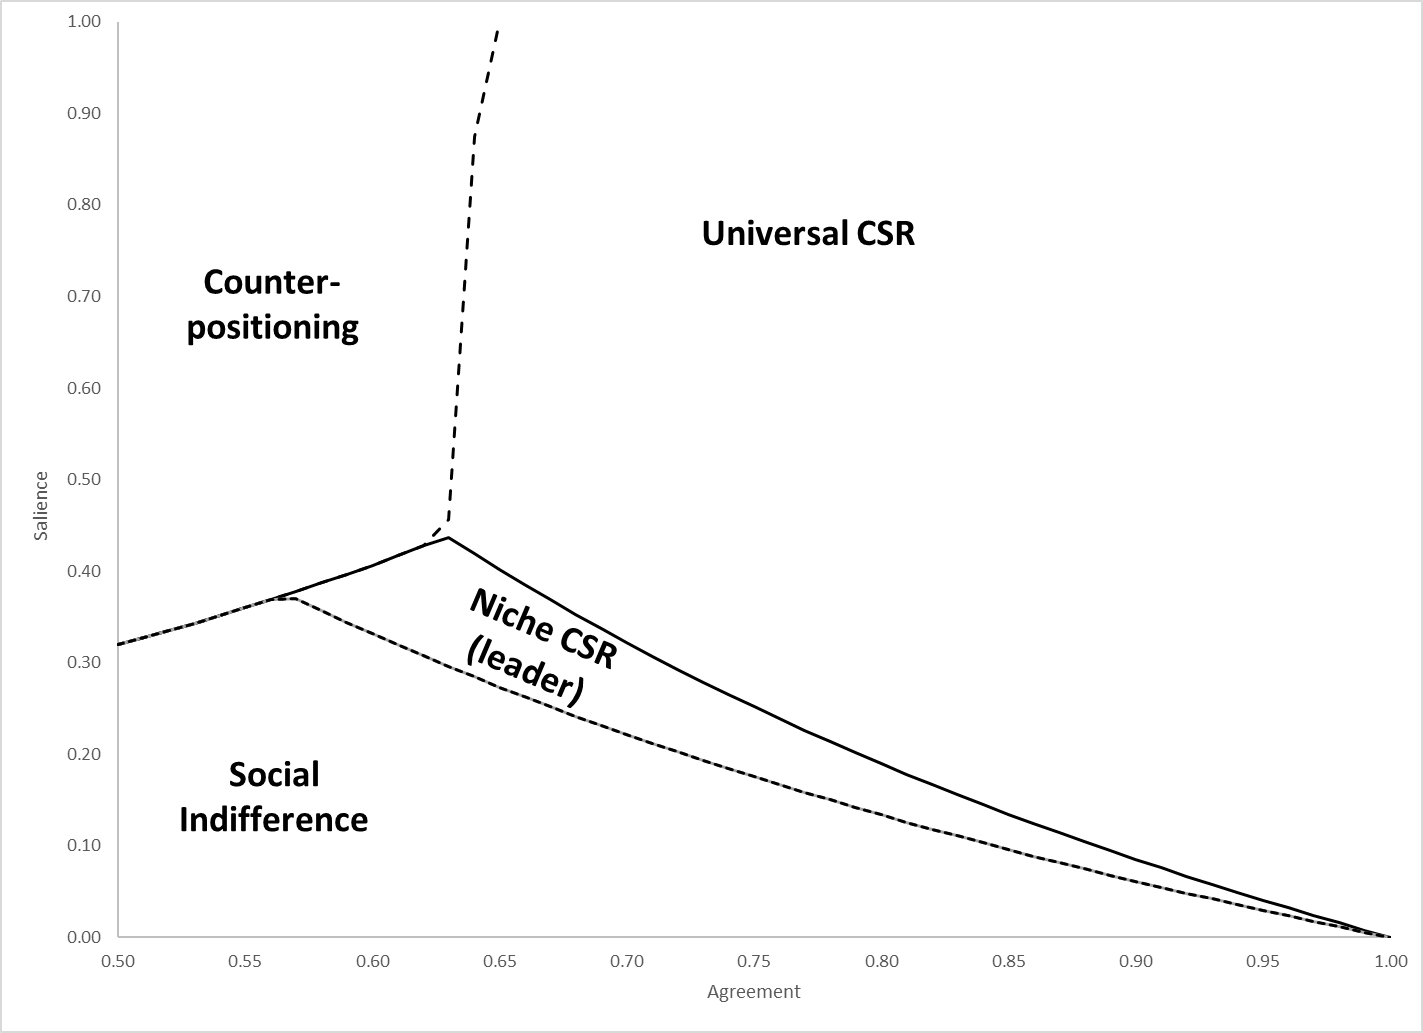 1.00
0.90
0.80
Universal CSR
0.70
Counter-
positioning
0.60
0.50
Salience
0.40
Niche CSR
(leader)
0.30
0.20
Social
Indifference
0.10
0.00
0.50 0.55 0.60 0.65 0.70 0.75 0.80 0.85 0.90 0.95 1.00
Agreement